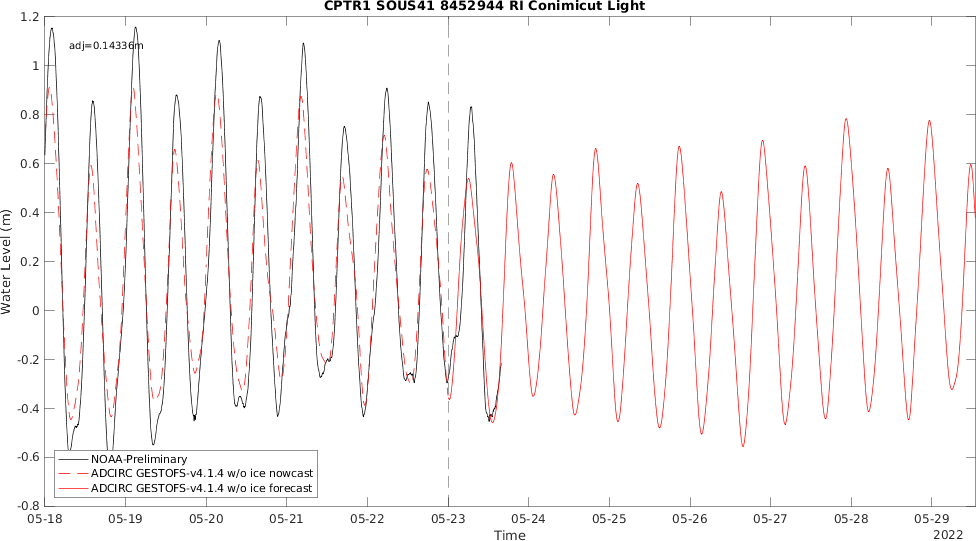 CPTR1 SOUS41 8452944 RI Conimicut Light
adj=0.14336m
Water Level (m)
1.2
1
0.8
0.6
0.4
0.2
0
-0.2
-0.4
-0.6
-0.8
NOAA-Preliminary
ADCIRC GESTOFS-v4.1.4 w/o ice nowcast
ADCIRC GESTOFS-v4.1.4 w/o ice forecast
05-18 05-19 05-20 05-21 05-22 05-23 05-24 05-25 05-26 05-27 05-28 05-29
Time
2022